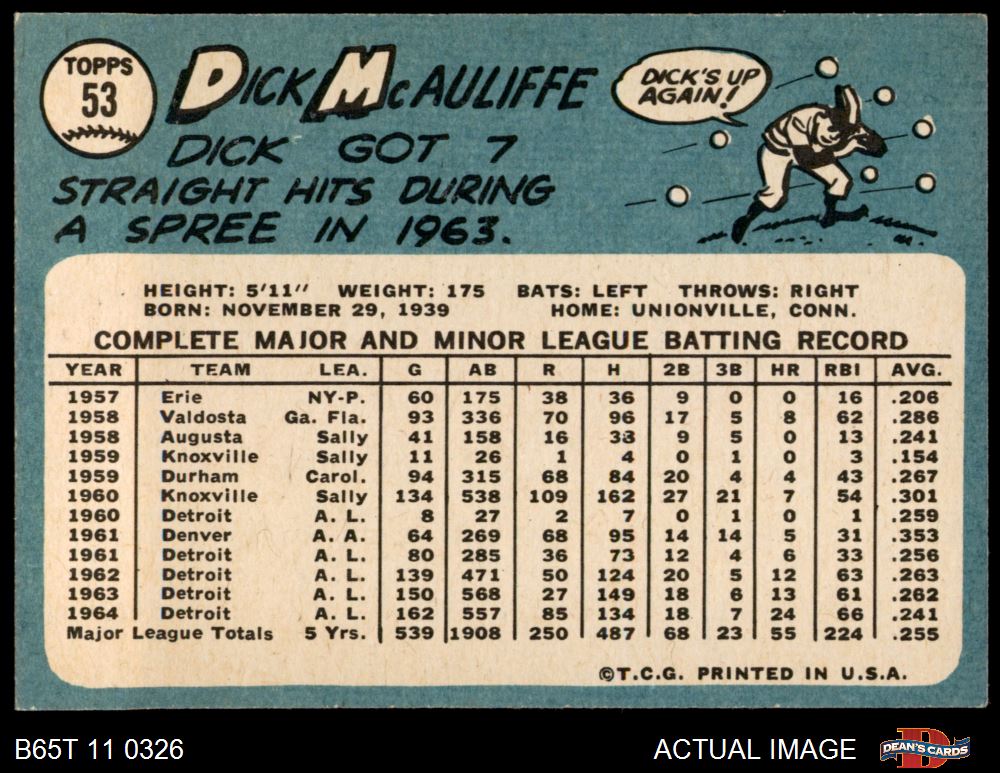 TOPPS
53
DICK McAULIFFE
DICK GOT 7
STRAIGHT HITS DURING
A SPREE IN 1963.
DICK'S UP
AGAIN!
HEIGHT: 5'11" WEIGHT: 175 BATS: LEFT THROWS: RIGHT
BORN: NOVEMBER 29, 1939 HOME: UNIONVILLE, CONN.
COMPLETE MAJOR AND MINOR LEAGUE BATTING RECORD
YEAR TEAM LEA. G AB R H 2B 3B HR RBI AVG.
1957 Erie NY-P. 60 175 38 36 9 0 0 16 .206
1958 Valdosta Ga. Fla. 93 336 70 96 17 5 8 62 .286
1958 Augusta Sally 41 158 16 38 9 5 0 13 .241
1959 Knoxville Sally 11 26 1 4 0 1 0 3 .154
1959 Durham Carol. 94 315 68 84 20 4 4 43 .267
1960 Knoxville Sally 134 538 109 162 27 21 7 54 .301
1960 Detroit A. L. 8 27 2 7 0 1 0 1 .259
1961 Denver A. A. 64 269 68 95 14 14 5 31 .353
1961 Detroit A. L. 80 285 36 73 12 4 6 33 .256
1962 Detroit A. L. 139 471 50 124 20 5 12 63 .263
1963 Detroit A. L. 150 568 27 149 18 6 13 61 .262
1964 Detroit A. L. 162 557 85 134 18 7 24 66 .241
Major League Totals 5 Yrs. 539 1908 250 487 68 23 55 224 .255
©T.C.G. PRINTED IN U.S.A.
B65T 11 0326 ACTUAL IMAGE DEAN'S CARDS